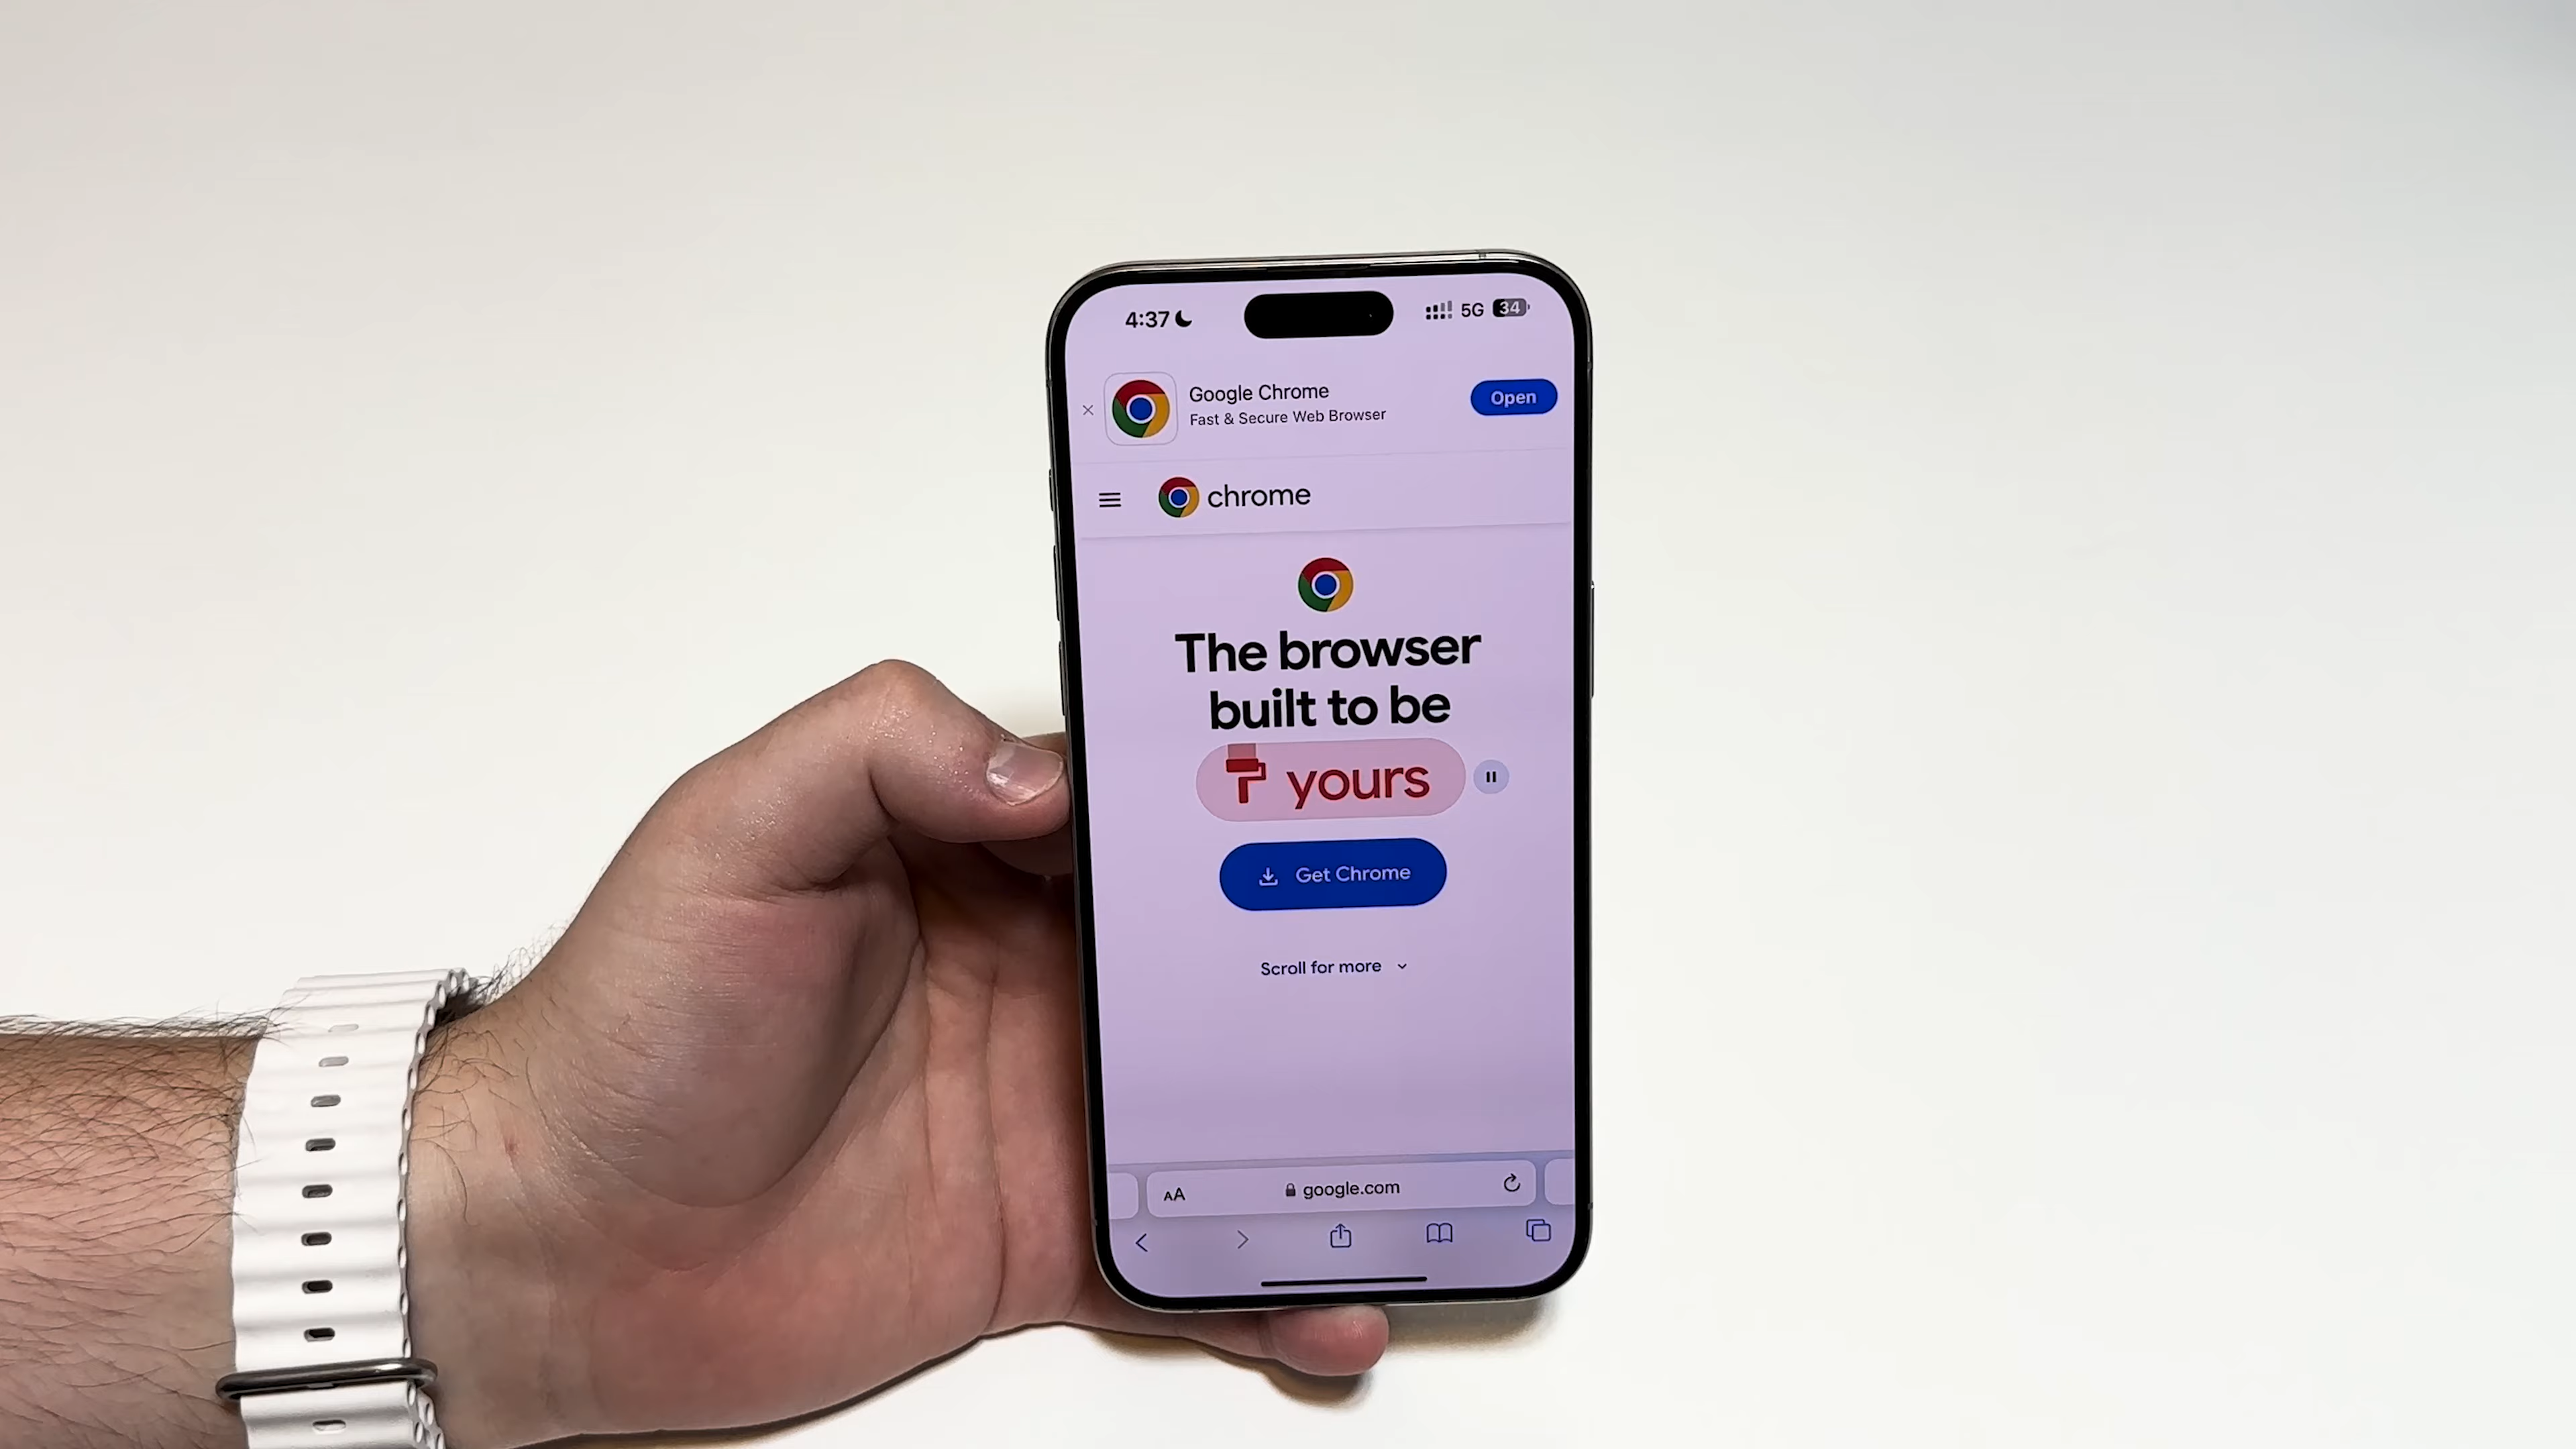 4:37 5G 34
Google Chrome
Fast & Secure Web Browser
Open
chrome
The browser
built to be
yours
Get Chrome
Scroll for more
AA google.com